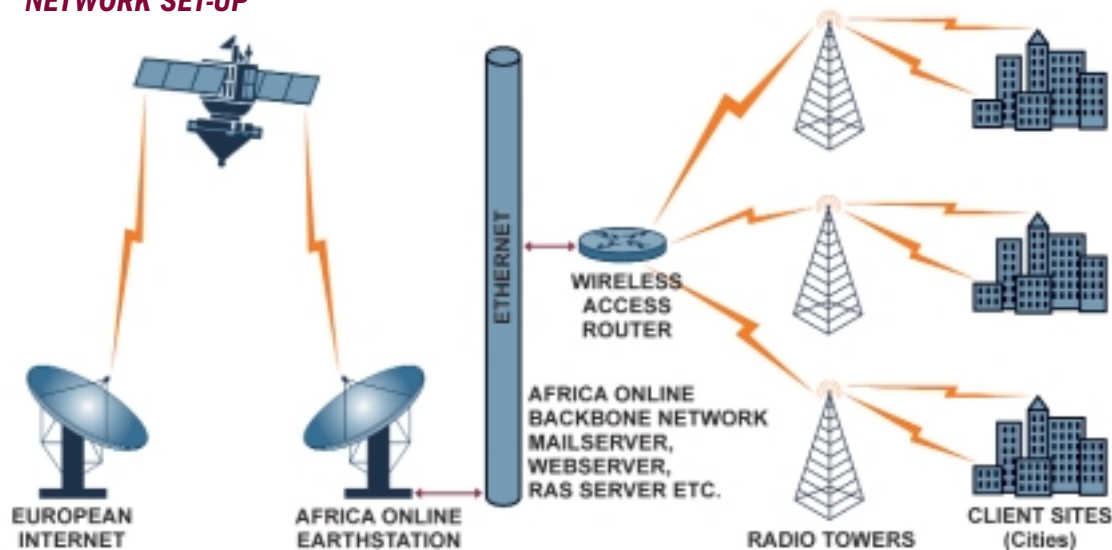 NETWORK SET-UP
ETHERNET
WIRELESS
ACCESS
ROUTER
AFRICA ONLINE
BACKBONE NETWORK
MAILSERVER,
WEBSERVER,
RAS SERVER ETC.
EUROPEAN
INTERNET
AFRICA ONLINE
EARTHSTATION
RADIO TOWERS
CLIENT SITES
(Cities)